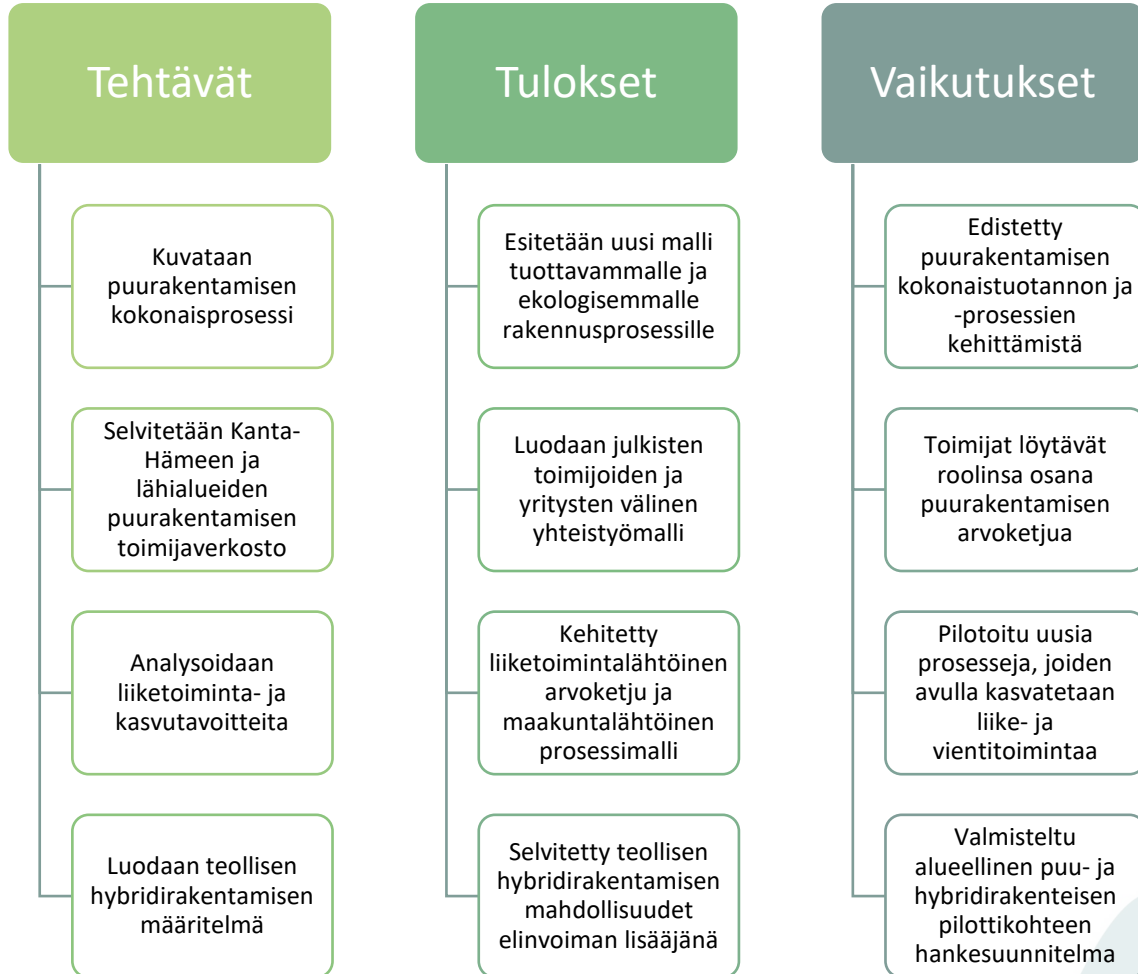 Tehtävät
Kuvataan
puurakentamisen
kokonaisprosessi
Selvitetään Kanta-
Hämeen ja
lähialueiden
puurakentamisen
toimijaverkosto
Analysoidaan
liiketoiminta- ja
kasvutavoitteita
Luodaan teollisen
hybridirakentamisen
määritelmä
Tulokset
Esitetään uusi malli
tuottavammalle ja
ekologisemmalle
rakennusprosessille
Luodaan julkisten
toimijoiden ja
yritysten välinen
yhteistyömalli
Kehitetty
liiketoimintalähtöinen
arvoketju ja
maakuntalähtöinen
prosessimalli
Selvitetty teollisen
hybridirakentamisen
mahdollisuudet
elinvoiman lisääjänä
Vaikutukset
Edistetty
puurakentamisen
kokonaistuotannon ja
-prosessien
kehittämistä
Toimijat löytävät
roolinsa osana
puurakentamisen
arvoketjua
Pilotoitu uusia
prosesseja, joiden
avulla kasvatetaan
liike- ja
vientitoimintaa
Valmisteltu
alueellinen puu- ja
hybridirakenteisen
pilottikohteen
hankesuunnitelma